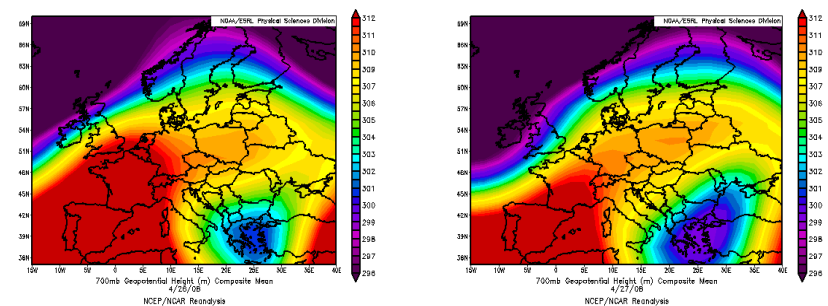 NOAA/ESRL Physical Sciences Division
69N
66N
63N
60N
57N
54N
51N
48N
45N
42N
39N
36N
15W 10W 5W 0 5E 10E 15E 20E 25E 30E 35E 40E
312
311
310
309
307
306
305
304
303
302
301
300
299
298
296
700mb Geopotential Height (m) Composite Mean
4/26/08
NCEP/NCAR Reanalysis
NOAA/ESRL Physical Sciences Division
69N
66N
63N
60N
57N
54N
51N
48N
45N
42N
39N
36N
15W 10W 5W 0 5E 10E 15E 20E 25E 30E 35E 40E
312
311
310
309
307
306
305
304
303
302
301
300
299
298
296
700mb Geopotential Height (m) Composite Mean
4/27/08
NCEP/NCAR Reanalysis